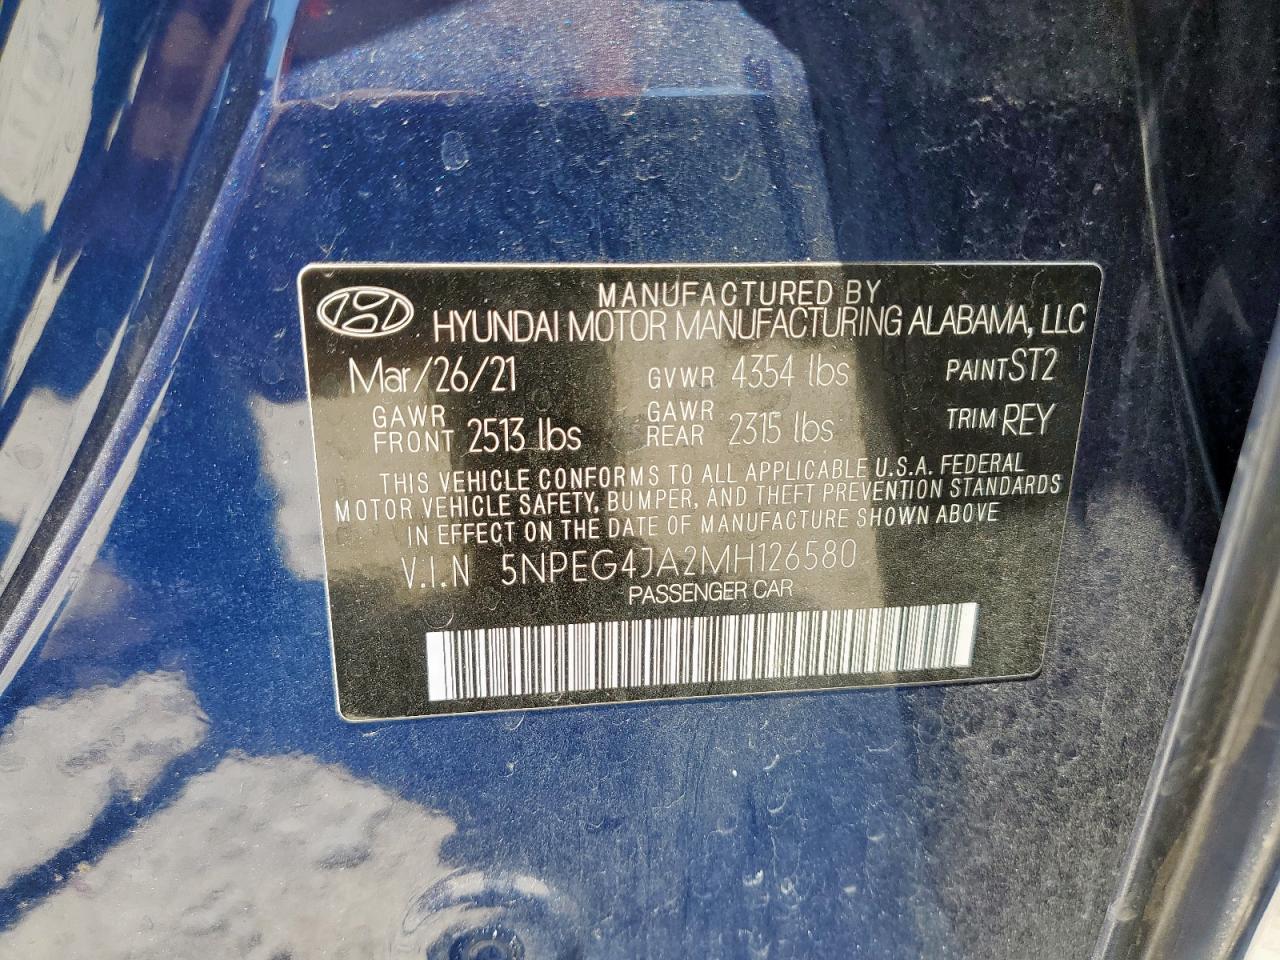 MANUFACTURED BY
HYUNDAI MOTOR MANUFACTURING ALABAMA, LLC
Mar/26/21 GVWR 4354 lbs PAINT ST2
GAWR FRONT 2513 lbs GAWR REAR 2315 lbs TRIM REY
THIS VEHICLE CONFORMS TO ALL APPLICABLE U.S.A. FEDERAL
MOTOR VEHICLE SAFETY, BUMPER, AND THEFT PREVENTION STANDARDS
IN EFFECT ON THE DATE OF MANUFACTURE SHOWN ABOVE
V.I.N 5NPEG4JA2MH126580
PASSENGER CAR